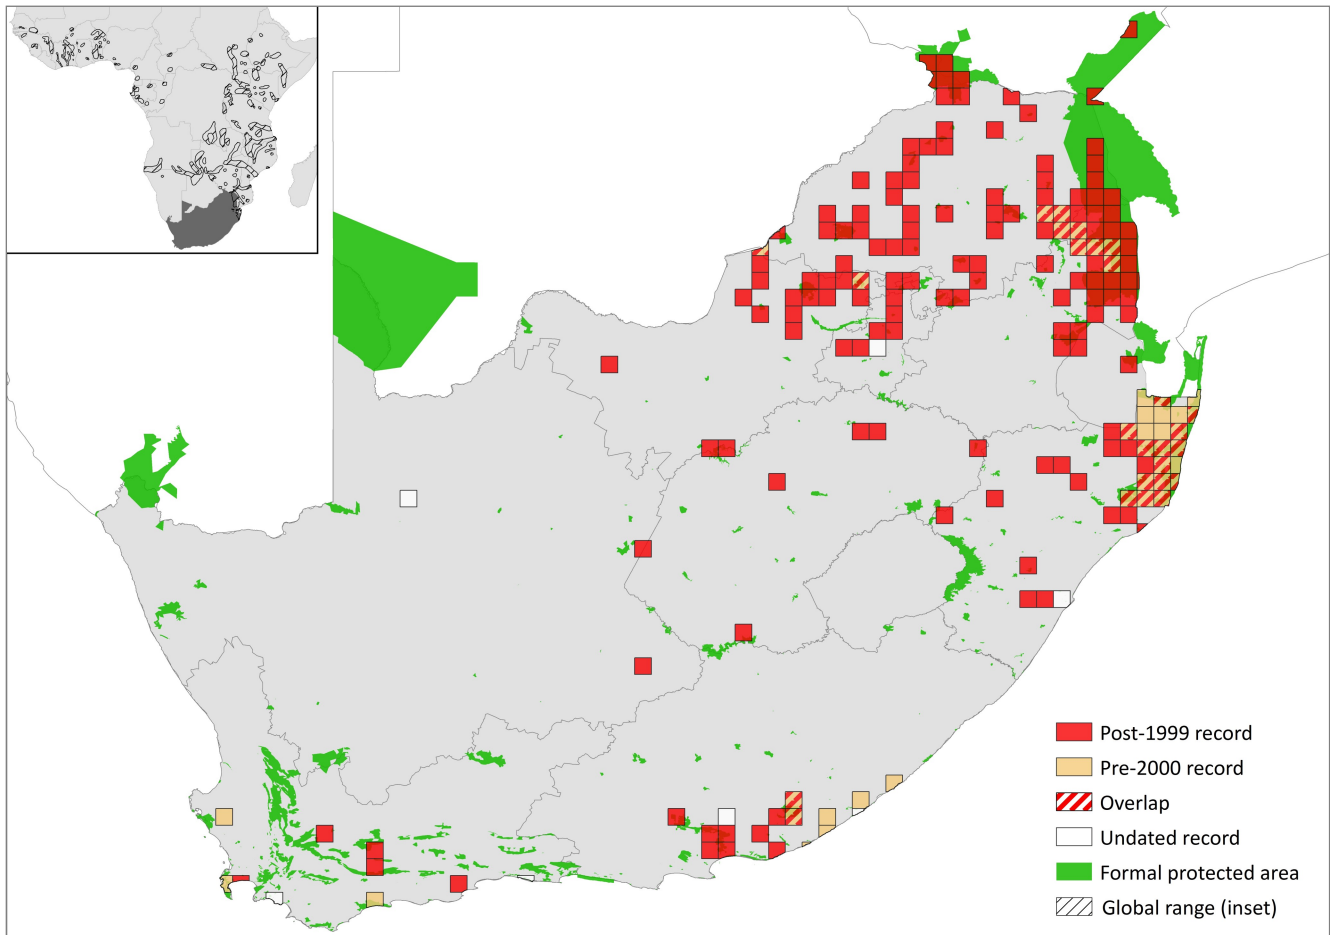 Post-1999 record
Pre-2000 record
Overlap
Undated record
Formal protected area
Global range (inset)